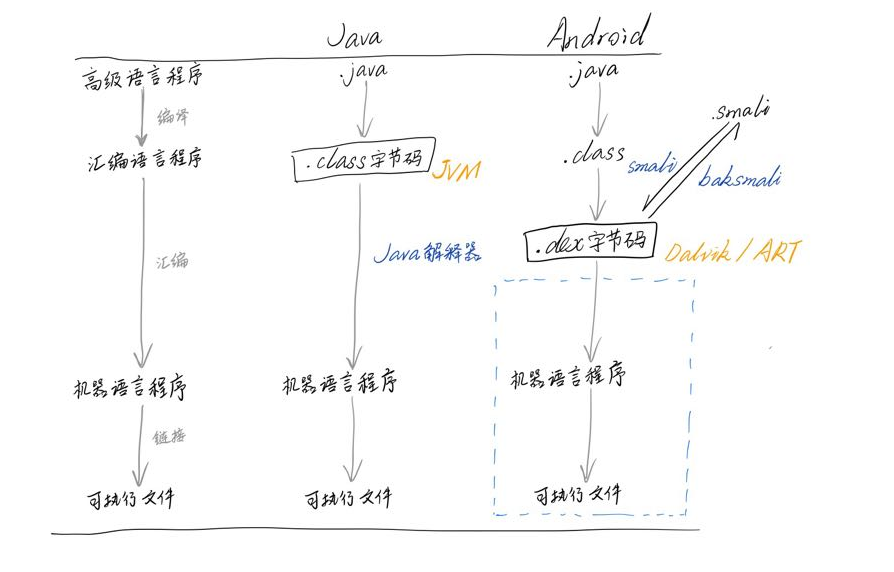 Java Android
高级语言程序 .java .java
.smali
编译
汇编语言程序 .class字节码 .class
JVM smali baksmali
.dex字节码
汇编 Java解释器 Dalvik / ART
机器语言程序 机器语言程序 机器语言程序
链接
可执行文件 可执行文件 可执行文件